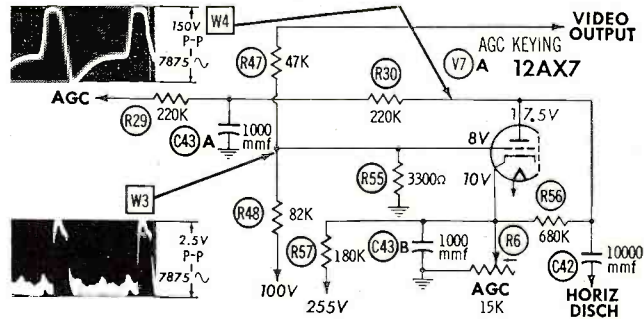 150V
P-P
7875 ∿
W4
VIDEO
OUTPUT
AGC KEYING
V7 A 12AX7
R47 47K
R30
220K
AGC
R29
220K
C43 A 1000
mmf
17.5V
8V
10V
W3
R55 3300Ω
R56
680K
2.5V
P-P
7875 ∿
R48 82K
R57 180K
C43 B 1000
mmf
R6
AGC
15K
C42 10000
mmf
100V
255V
HORIZ
DISCH